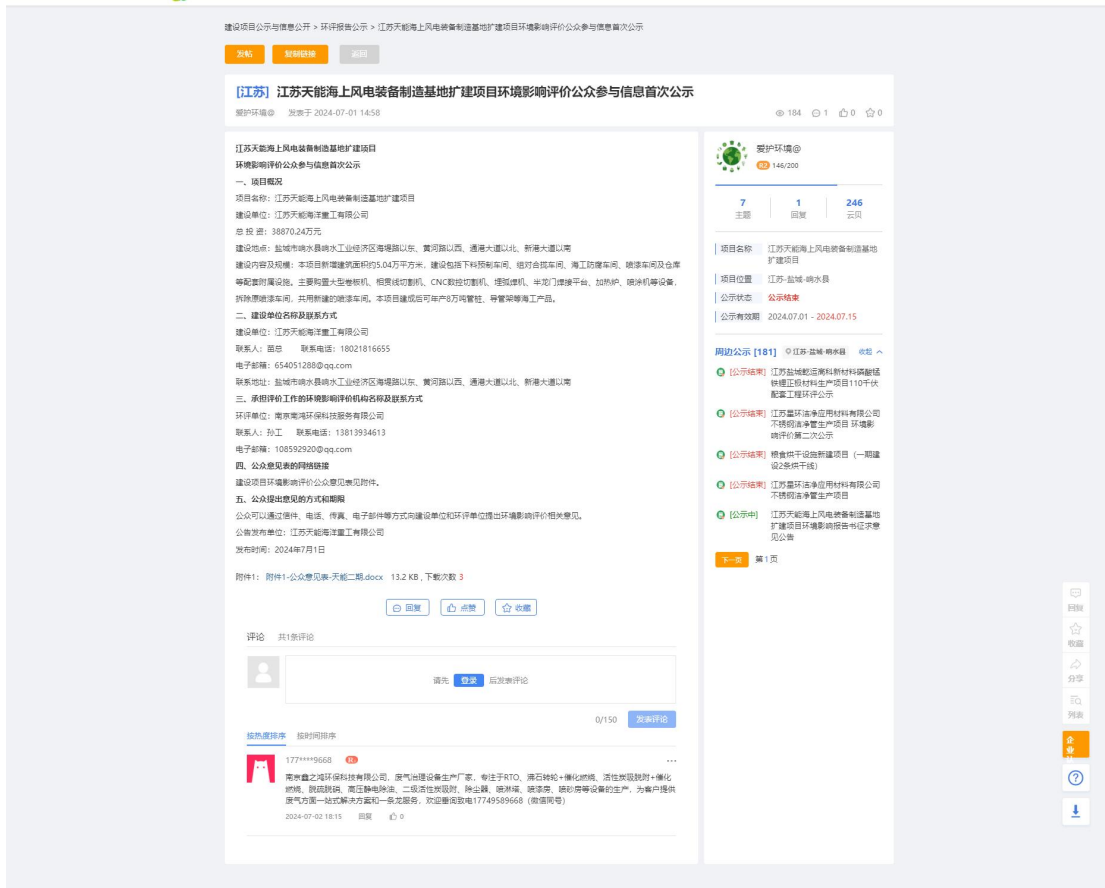 建设项目公示与信息公开 > 环评报告公示 > 江苏天能海上风电装备制造基地扩建项目环境影响评价公众参与信息首次公示
发帖 复制链接 返回
[江苏] 江苏天能海上风电装备制造基地扩建项目环境影响评价公众参与信息首次公示
爱护环境@ 发表于 2024-07-01 14:58
184 1 0 0
江苏天能海上风电装备制造基地扩建项目
环境影响评价公众参与信息首次公示
一、项目概况
项目名称：江苏天能海上风电装备制造基地扩建项目
建设单位：江苏天能海洋重工有限公司
总 投 资：38870.24万元
建设地点：盐城市响水县响水工业经济区海堤路以东、黄河路以西、通港大道以北、新港大道以南
建设内容及规模：本项目新增建筑面积约5.04万平方米，建设包括下料预制车间、组对合拢车间、海工防腐车间、喷漆车间及仓库
等配套附属设施。主要购置大型卷板机、相贯线切割机、CNC数控切割机、埋弧焊机、半龙门焊接平台、加热炉、喷涂机等设备，
拆除原喷漆车间，共用新建的喷漆车间。本项目建成后可年产8万吨管桩、导管架等海工产品。
二、建设单位名称及联系方式
建设单位：江苏天能海洋重工有限公司
联系人：苗总 联系电话：18021816655
电子邮箱：654051288@qq.com
联系地址：盐城市响水县响水工业经济区海堤路以东、黄河路以西、通港大道以北、新港大道以南
三、承担评价工作的环境影响评价机构名称及联系方式
环评单位：南京南鸿环保科技服务有限公司
联系人：孙工 联系电话：13813934613
电子邮箱：108592920@qq.com
四、公众意见表的网络链接
建设项目环境影响评价公众意见表见附件。
五、公众提出意见的方式和期限
公众可以通过信件、电话、传真、电子邮件等方式向建设单位和环评单位提出环境影响评价相关意见。
公告发布单位：江苏天能海洋重工有限公司
发布时间：2024年7月1日
附件1： 附件1-公众意见表-天能二期.docx 13.2 KB , 下载次数 3
回复 点赞 收藏
评论 共1条评论
请先 登录 后发表评论
0/150 发表评论
按热度排序 按时间排序
177****9668
南京鑫之鸿环保科技有限公司，废气治理设备生产厂家，专注于RTO、沸石转轮+催化燃烧、活性炭吸脱附+催化
燃烧、脱硫脱硝、高压静电除油、二级活性炭吸附、除尘器、喷淋塔、喷漆房、喷砂房等设备的生产，为客户提供
废气方面一站式解决方案和一条龙服务，欢迎垂询致电17749589668（微信同号）
2024-07-02 18:15 回复 0
爱护环境@
R2 146/200
7 1 246
主题 回复 云贝
项目名称 江苏天能海上风电装备制造基地
扩建项目
项目位置 江苏-盐城-响水县
公示状态 公示结束
公示有效期 2024.07.01 - 2024.07.15
周边公示 [181] 江苏-盐城-响水县 收起
[公示结束] 江苏盐城乾运高科新材料磷酸锰
铁锂正极材料生产项目110千伏
配套工程环评公示
[公示结束] 江苏星环洁净应用材料有限公司
不锈钢洁净管生产项目 环境影
响评价第二次公示
[公示结束] 粮食烘干设施新建项目（一期建
设2条烘干线）
[公示结束] 江苏星环洁净应用材料有限公司
不锈钢洁净管生产项目
[公示中] 江苏天能海上风电装备制造基地
扩建项目环境影响报告书征求意
见公告
下一页 第1页
回复
收藏
分享
列表
企
业